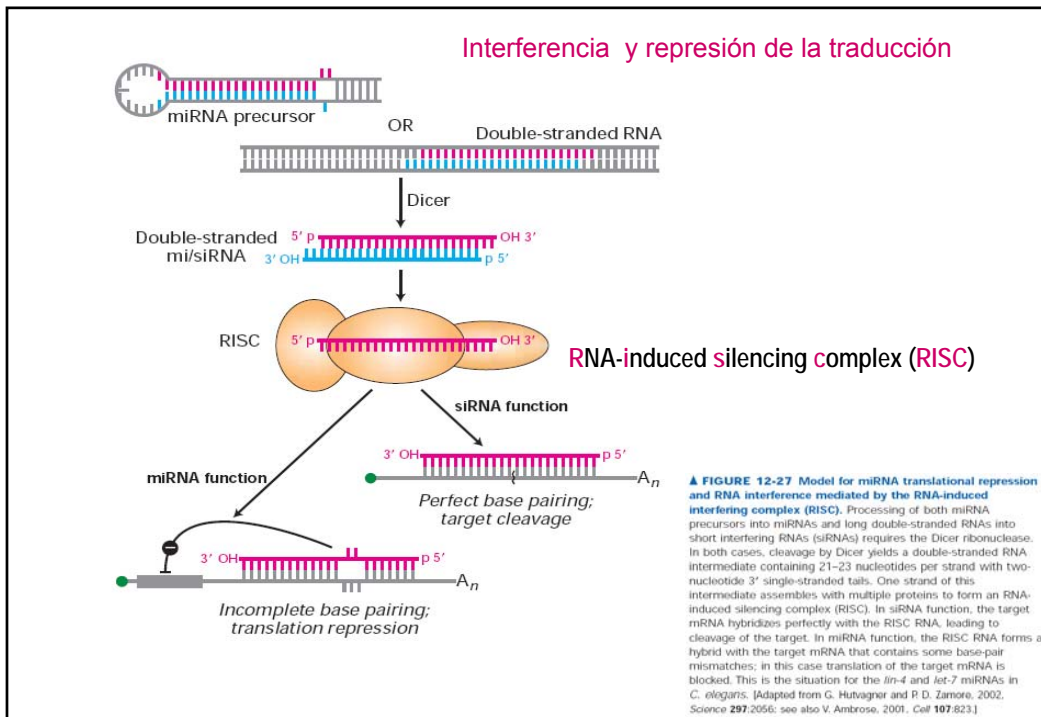 Interferencia y represión de la traducción
miRNA precursor
OR
Double-stranded RNA
Dicer
Double-stranded
mi/siRNA
5′ p
OH 3′
3′ OH
p 5′
RISC
5′ p
OH 3′
RNA-induced silencing complex (RISC)
siRNA function
miRNA function
3′ OH
p 5′
An
Perfect base pairing;
target cleavage
3′ OH
p 5′
An
Incomplete base pairing;
translation repression
▲ FIGURE 12-27 Model for miRNA translational repression
and RNA interference mediated by the RNA-induced
interfering complex (RISC). Processing of both miRNA
precursors into miRNAs and long double-stranded RNAs into
short interfering RNAs (siRNAs) requires the Dicer ribonuclease.
In both cases, cleavage by Dicer yields a double-stranded RNA
intermediate containing 21–23 nucleotides per strand with two-
nucleotide 3′ single-stranded tails. One strand of this
intermediate assembles with multiple proteins to form an RNA-
induced silencing complex (RISC). In siRNA function, the target
mRNA hybridizes perfectly with the RISC RNA, leading to
cleavage of the target. In miRNA function, the RISC RNA forms a
hybrid with the target mRNA that contains some base-pair
mismatches; in this case translation of the target mRNA is
blocked. This is the situation for the lin-4 and let-7 miRNAs in
C. elegans. [Adapted from G. Hutvagner and P. D. Zamore, 2002,
Science 297:2056; see also V. Ambrose, 2001, Cell 107:823.]